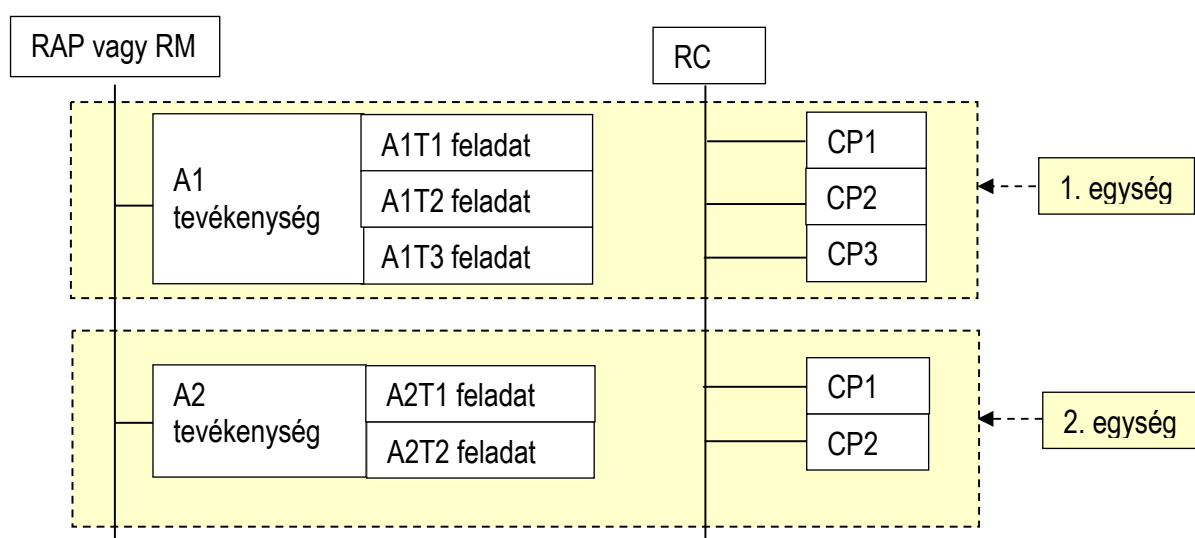 RAP vagy RM
RC
A1
tevékenység
A1T1 feladat
A1T2 feladat
A1T3 feladat
CP1
CP2
CP3
1. egység
A2
tevékenység
A2T1 feladat
A2T2 feladat
CP1
CP2
2. egység